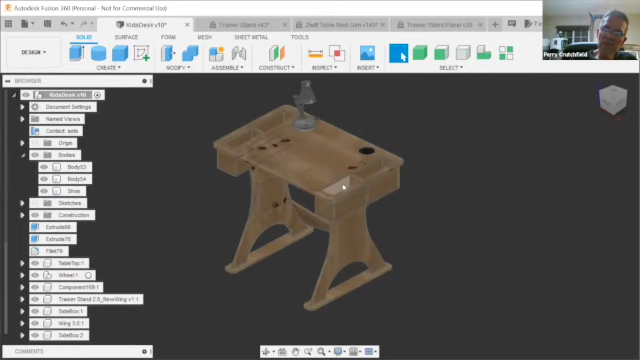 Autodesk Fusion 360 (Personal - Not for Commercial Use)
KidsDesk v10*
Trainer Stand v43*
Zwift Table Next Gen v140*
Trainer Stand Panel v38*
DESIGN
SOLID
SURFACE
FORM
MESH
SHEET METAL
TOOLS
CREATE
MODIFY
ASSEMBLE
CONSTRUCT
INSPECT
INSERT
SELECT
Perry Crutchfield
BROWSER
KidsDesk v10
Document Settings
Named Views
Contact: sets
Origin
Bodies
Body53
Body54
Shoe
Sketches
Construction
Extrude66
Extrude78
Fillet79
TableTop:1
Wheel:1
Component109:1
Trainer Stand 2 8_NewWing v1:1
SideBox:1
Wing 3.0:1
SideBox:2
COMMENTS